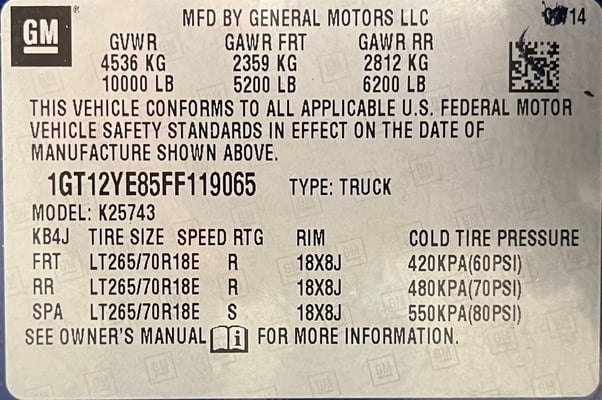 GM ®
MFD BY GENERAL MOTORS LLC
GVWR GAWR FRT GAWR RR
4536 KG 2359 KG 2812 KG
10000 LB 5200 LB 6200 LB
THIS VEHICLE CONFORMS TO ALL APPLICABLE U.S. FEDERAL MOTOR
VEHICLE SAFETY STANDARDS IN EFFECT ON THE DATE OF
MANUFACTURE SHOWN ABOVE.
1GT12YE85FF119065 TYPE: TRUCK
MODEL: K25743
KB4J TIRE SIZE SPEED RTG RIM COLD TIRE PRESSURE
FRT LT265/70R18E R 18X8J 420KPA(60PSI)
RR LT265/70R18E R 18X8J 480KPA(70PSI)
SPA LT265/70R18E S 18X8J 550KPA(80PSI)
SEE OWNER'S MANUAL i FOR MORE INFORMATION.